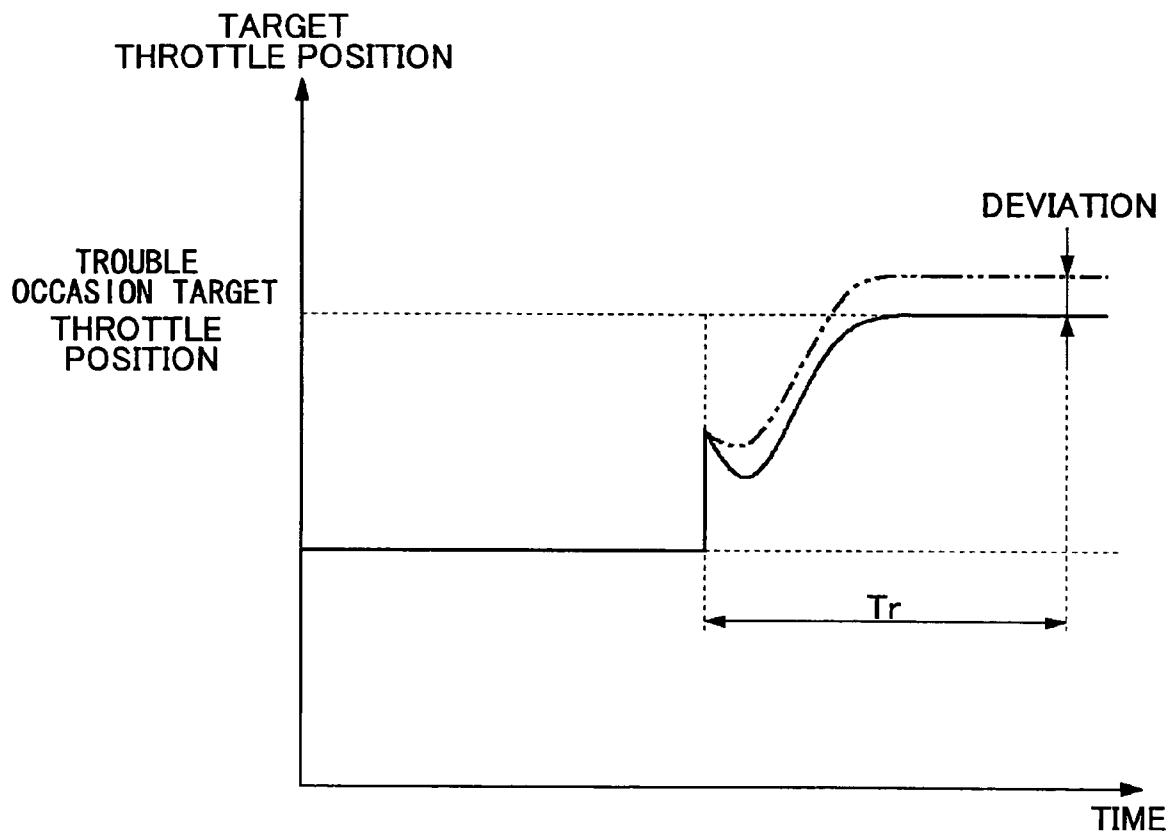 TARGET
THROTTLE POSITION
DEVIATION
TROUBLE
OCCASION TARGET
THROTTLE
POSITION
Tr
TIME